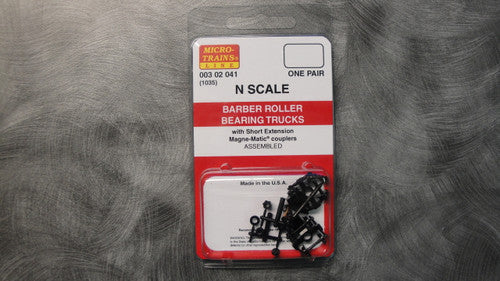 MICRO-
TRAINS®
LINE
003 02 041
(1035)
ONE PAIR
N SCALE
BARBER ROLLER
BEARING TRUCKS
with Short Extension
Magne-Matic® couplers
ASSEMBLED
Made in the U.S.A.